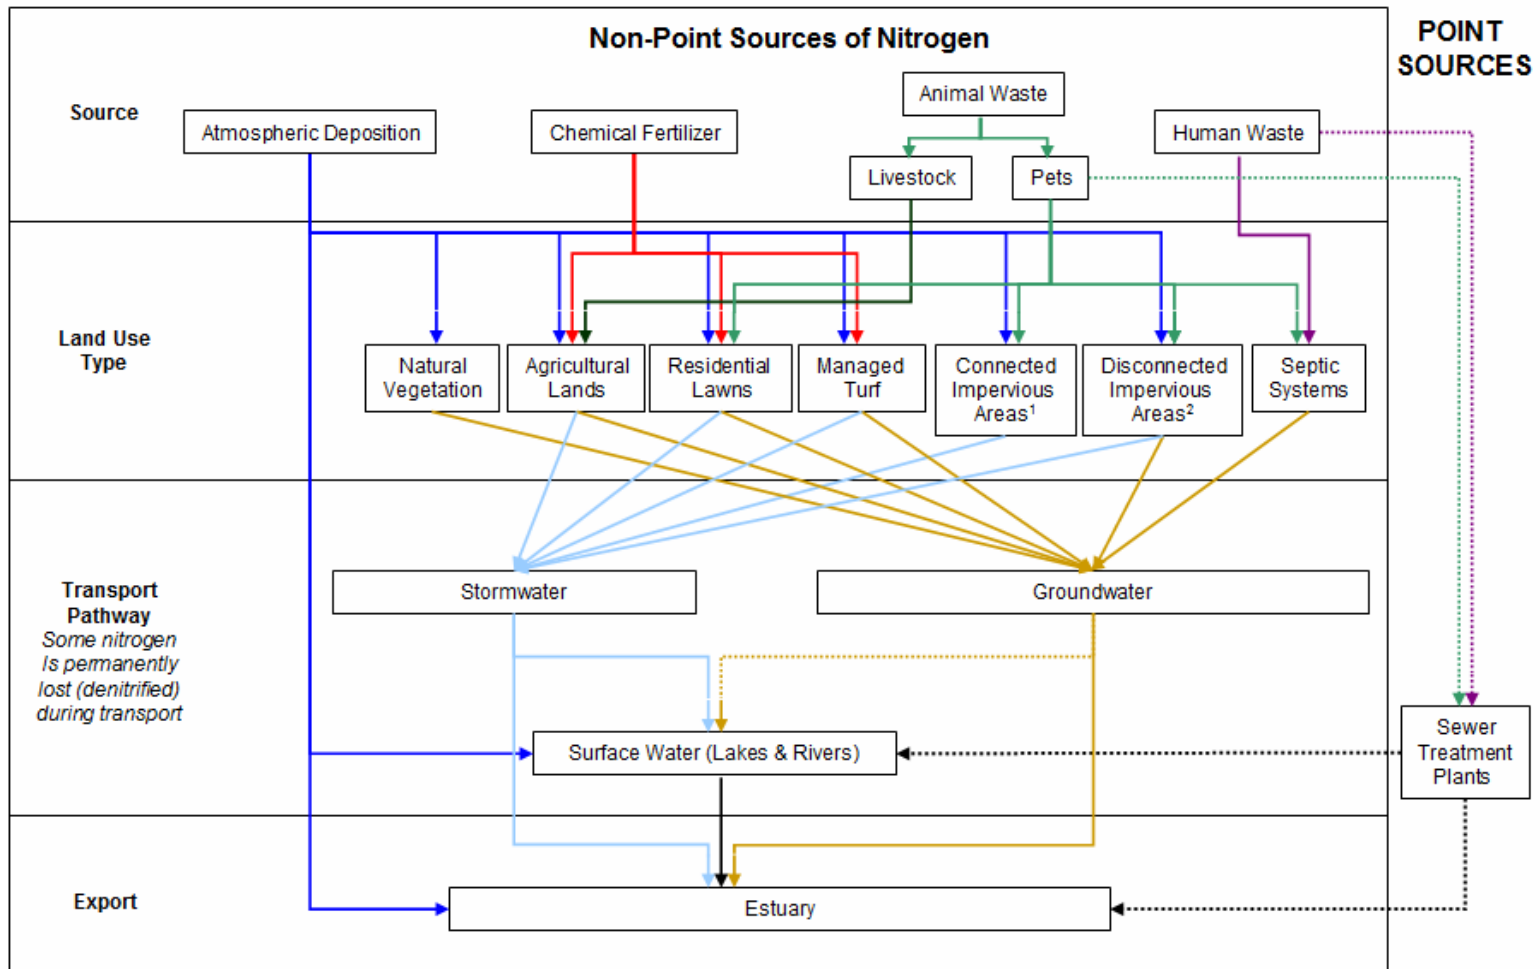 Non-Point Sources of Nitrogen
POINT
SOURCES
Source
Atmospheric Deposition
Chemical Fertilizer
Animal Waste
Human Waste
Livestock
Pets
Land Use
Type
Natural
Vegetation
Agricultural
Lands
Residential
Lawns
Managed
Turf
Connected
Impervious
Areas¹
Disconnected
Impervious
Areas²
Septic
Systems
Transport
Pathway
Some nitrogen
Is permanently
lost (denitrified)
during transport
Stormwater
Groundwater
Surface Water (Lakes & Rivers)
Sewer
Treatment
Plants
Export
Estuary